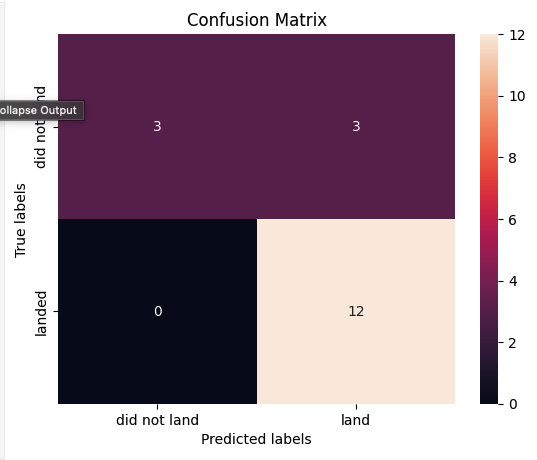 Confusion Matrix
ollapse Output
True labels
did not nd
landed
3 3
0 12
did not land land
Predicted labels
12
10
8
6
4
2
0